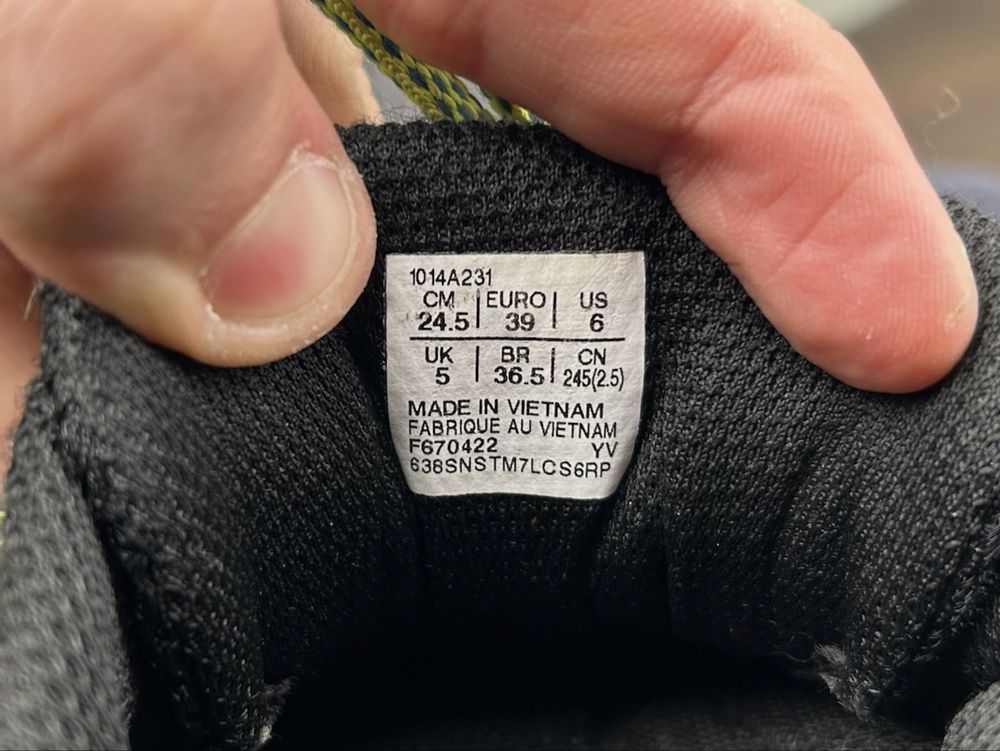 1014A231
CM | EURO | US
24.5 | 39 | 6
UK | BR | CN
5 | 36.5 | 245(2.5)
MADE IN VIETNAM
FABRIQUE AU VIETNAM
F670422 YV
638SNSTM7LCS6RP